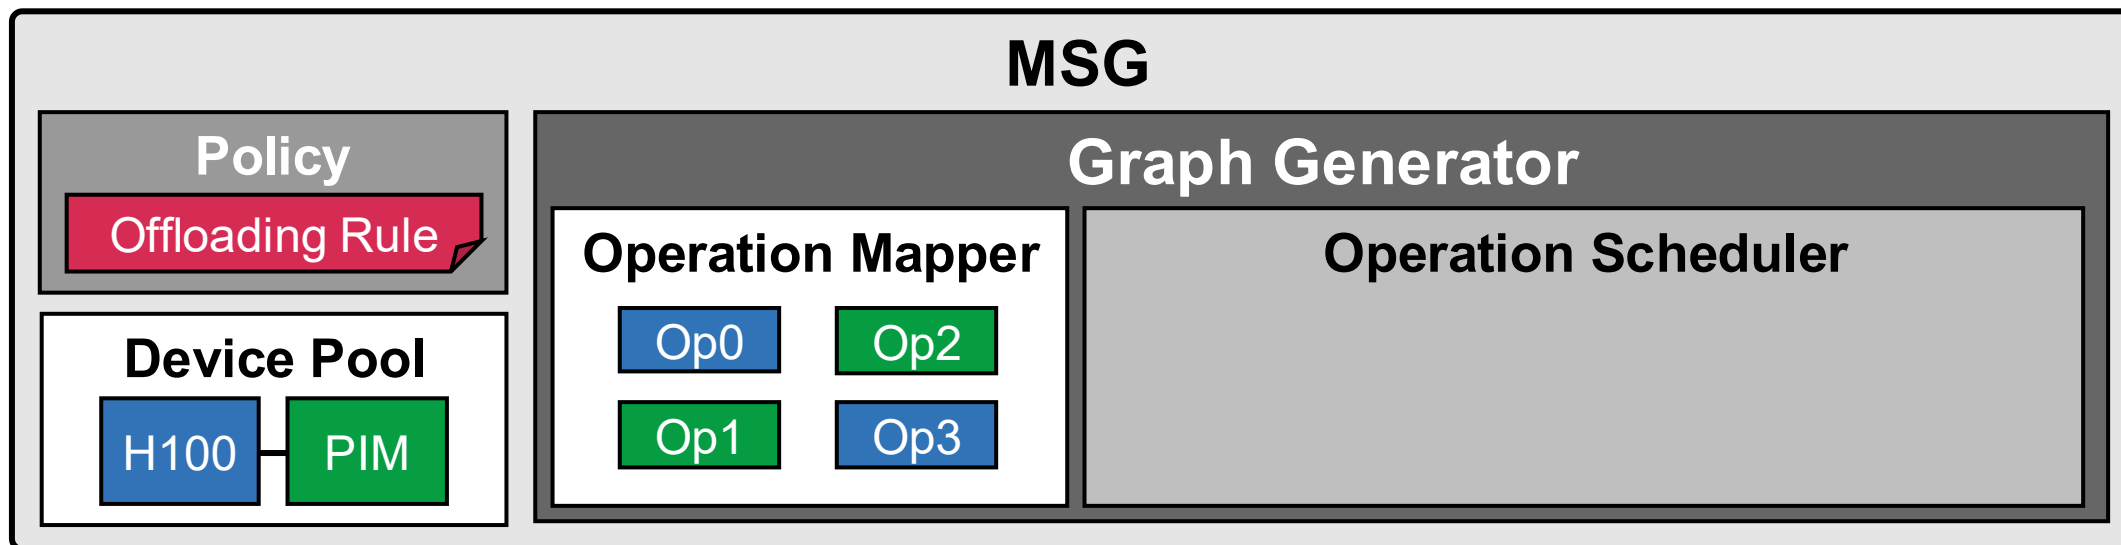 MSG
Policy
Offloading Rule
Device Pool
H100
PIM
Graph Generator
Operation Mapper
Op0
Op2
Op1
Op3
Operation Scheduler